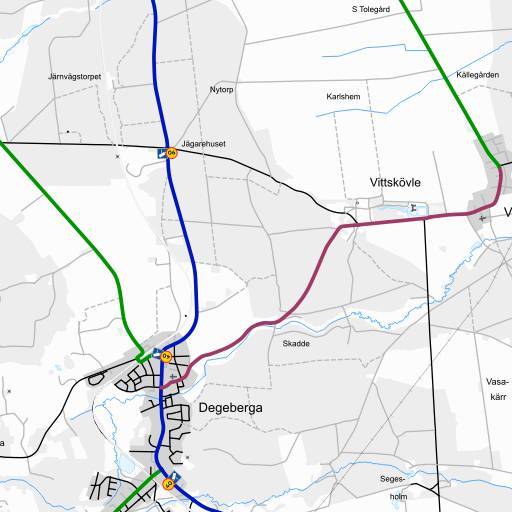 S Tolegård
Järnvägstorpet
Källegården
Nytorp
Karlshem
Jägarehuset
Vittskövle
V
Skadde
Vasa-
kärr
Degeberga
a
Seges-
holm